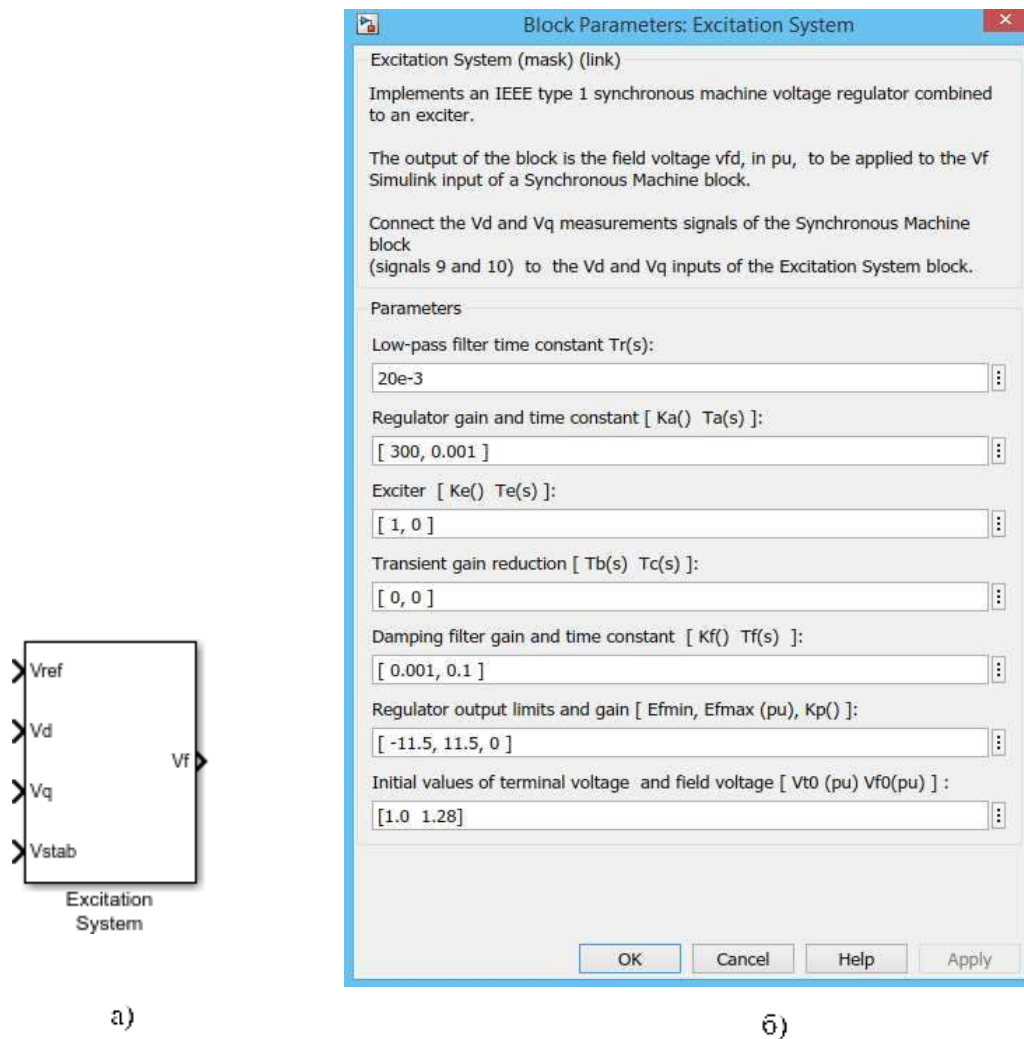 Block Parameters: Excitation System
Excitation System (mask) (link)
Implements an IEEE type 1 synchronous machine voltage regulator combined
to an exciter.
The output of the block is the field voltage vfd, in pu,  to be applied to the Vf
Simulink input of a Synchronous Machine block.
Connect the Vd and Vq measurements signals of the Synchronous Machine
block
(signals 9 and 10)  to  the Vd and Vq inputs of the Excitation System block.
Parameters
Low-pass filter time constant Tr(s):
20e-3
Regulator gain and time constant [ Ka()  Ta(s) ]:
[ 300, 0.001 ]
Exciter  [ Ke()  Te(s) ]:
[ 1, 0 ]
Transient gain reduction [ Tb(s)  Tc(s) ]:
[ 0, 0 ]
Damping filter gain and time constant  [ Kf()  Tf(s)  ]:
[ 0.001, 0.1 ]
Regulator output limits and gain [ Efmin, Efmax (pu), Kp() ]:
[ -11.5, 11.5, 0 ]
Initial values of terminal voltage  and field voltage [ Vt0 (pu) Vf0(pu) ] :
[1.0  1.28]
OK
Cancel
Help
Apply
Vref
Vd
Vq
Vstab
Vf
Excitation
System
а)
б)